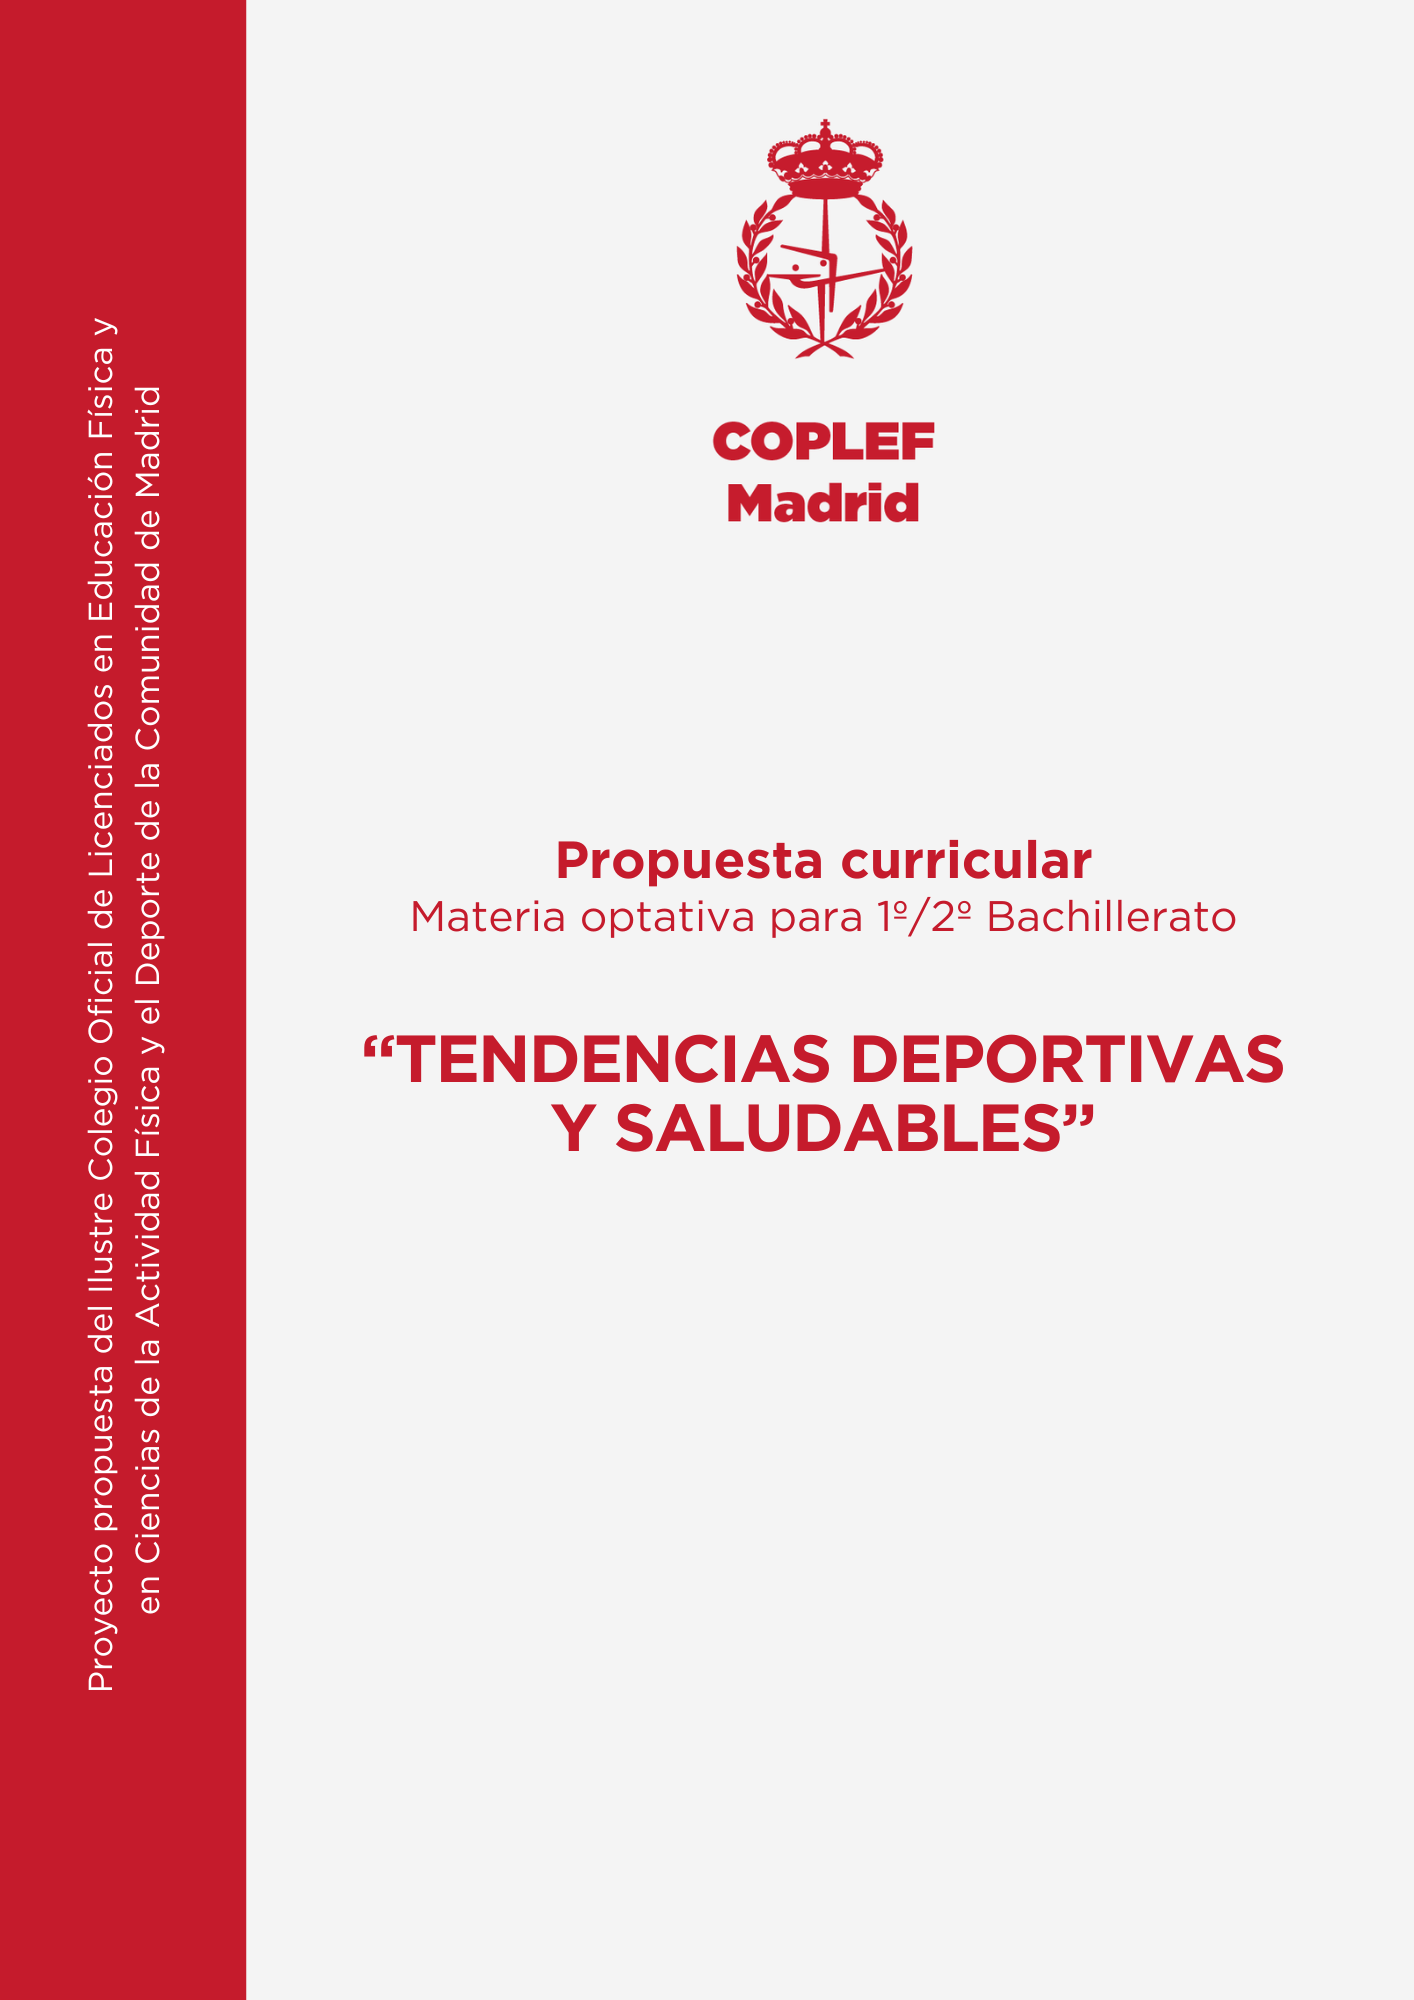 Proyecto propuesta del Ilustre Colegio Oficial de Licenciados en Educación Física y
en Ciencias de la Actividad Física y el Deporte de la Comunidad de Madrid
COPLEF
Madrid
Propuesta curricular
Materia optativa para 1º/2º Bachillerato
“TENDENCIAS DEPORTIVAS
Y SALUDABLES”